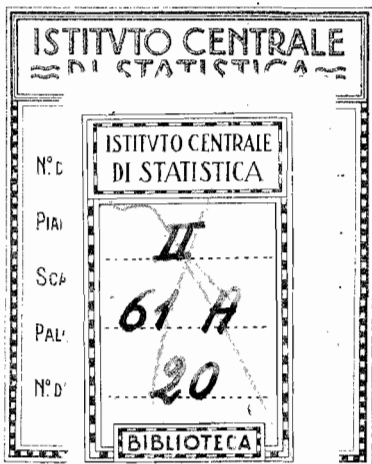 ISTITVTO CENTRALE
DI STATISTICA
ISTITVTO CENTRALE
DI STATISTICA
II
61 A
20
BIBLIOTECA